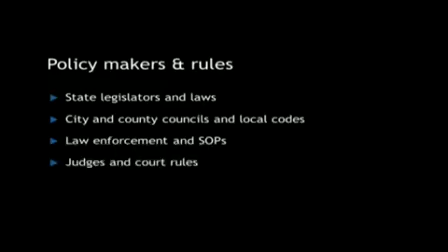 Policy makers & rules
State legislators and laws
City and county councils and local codes
Law enforcement and SOPs
Judges and court rules